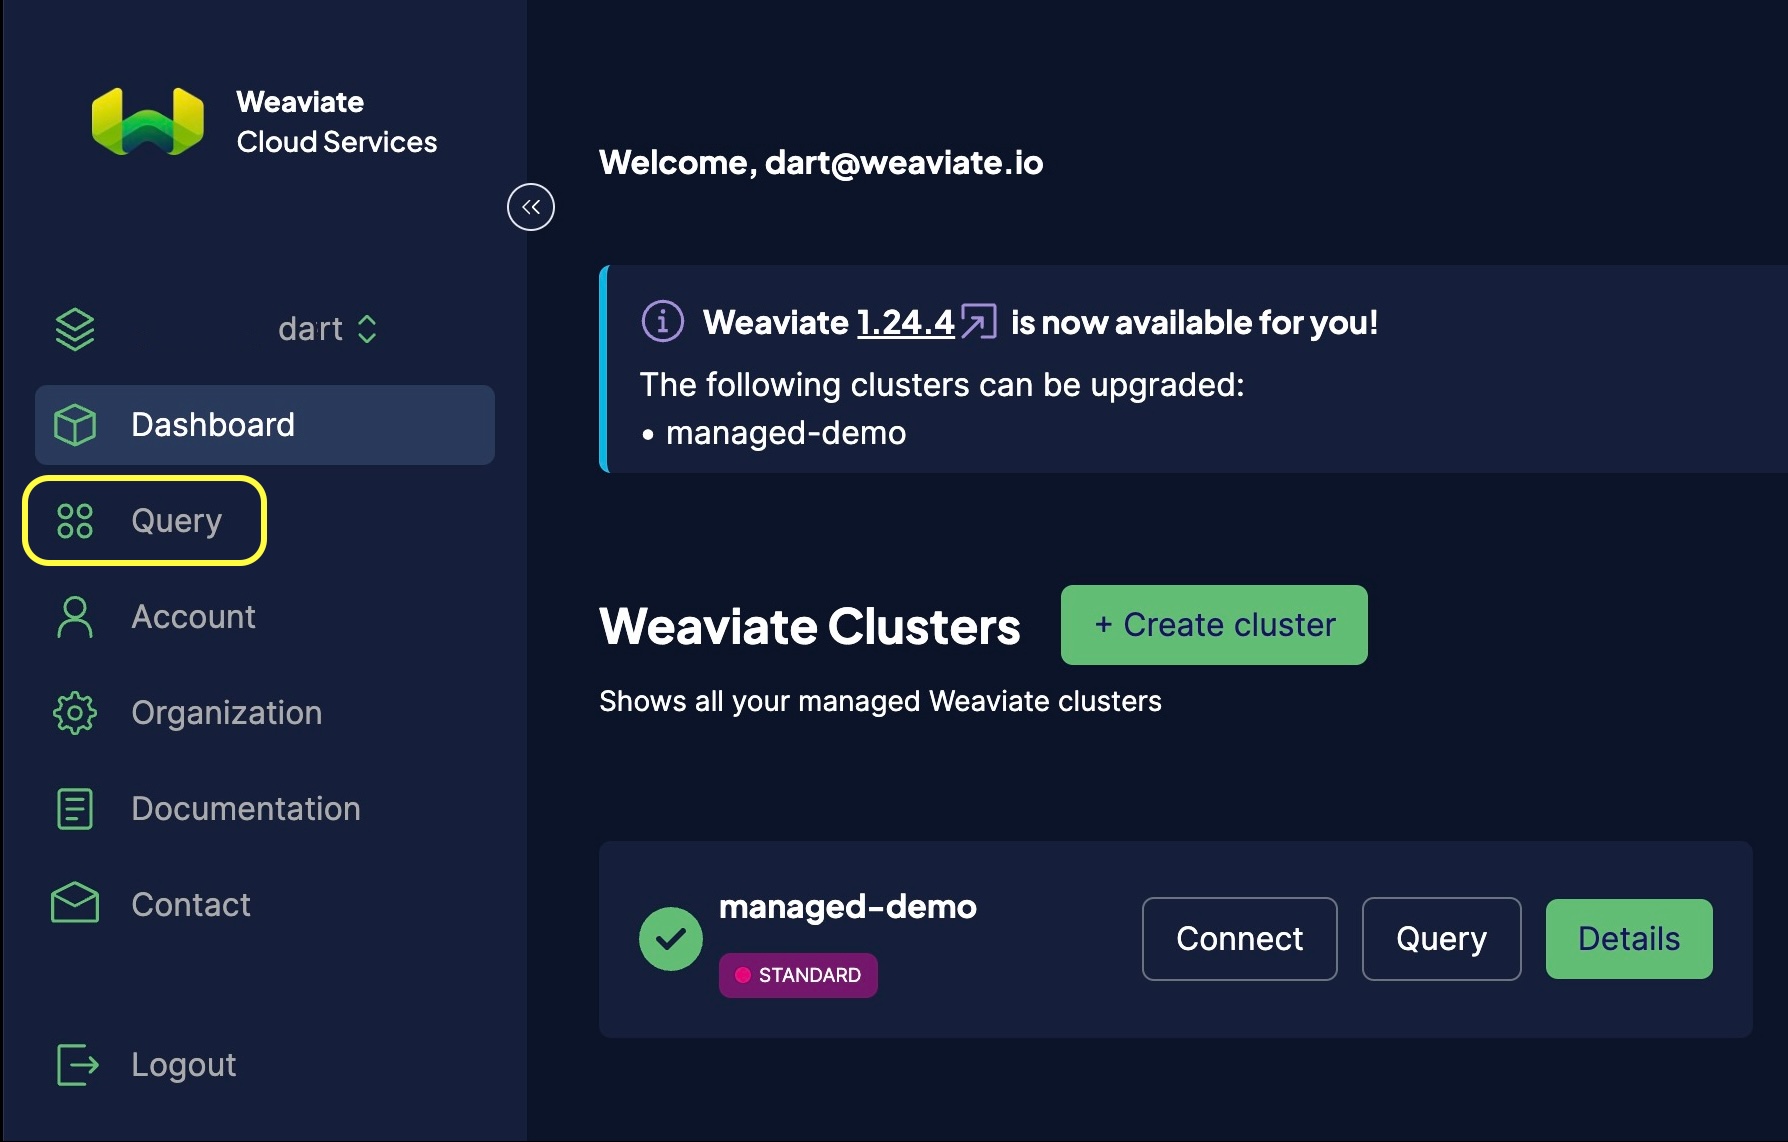 Weaviate
Cloud Services
dart
Dashboard
Query
Account
Organization
Documentation
Contact
Logout
Welcome, dart@weaviate.io
Weaviate 1.24.4 is now available for you!
The following clusters can be upgraded:
• managed-demo
Weaviate Clusters
+ Create cluster
Shows all your managed Weaviate clusters
managed-demo
STANDARD
Connect
Query
Details